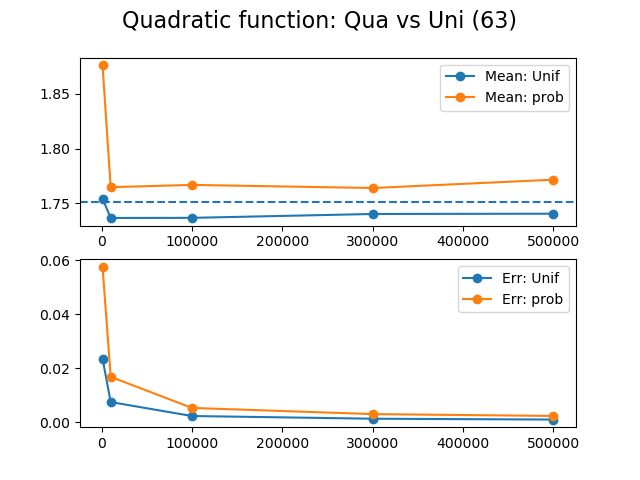 Quadratic function: Qua vs Uni (63)
Mean: Unif
Mean: prob
1.85
1.80
1.75
0 100000 200000 300000 400000 500000
Err: Unif
Err: prob
0.06
0.04
0.02
0.00
0 100000 200000 300000 400000 500000